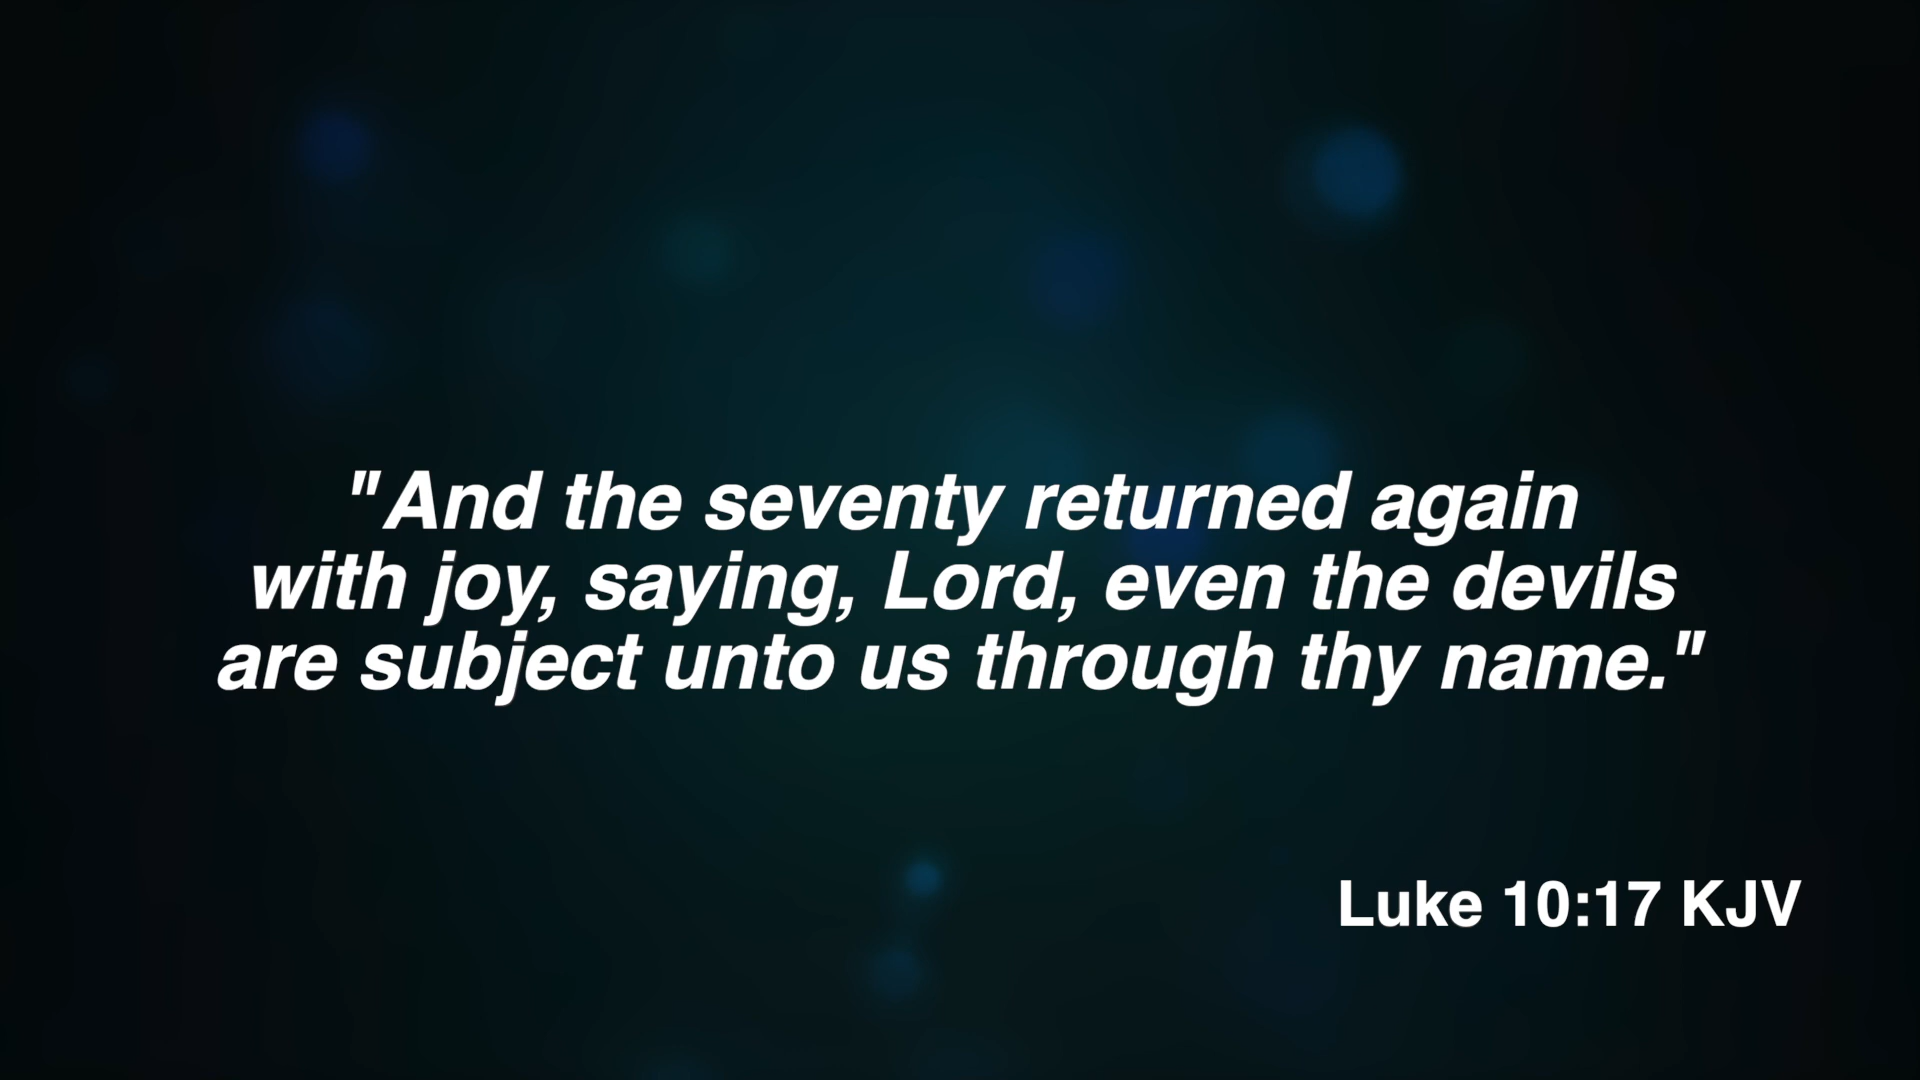 "And the seventy returned again
with joy, saying, Lord, even the devils
are subject unto us through thy name."
Luke 10:17 KJV